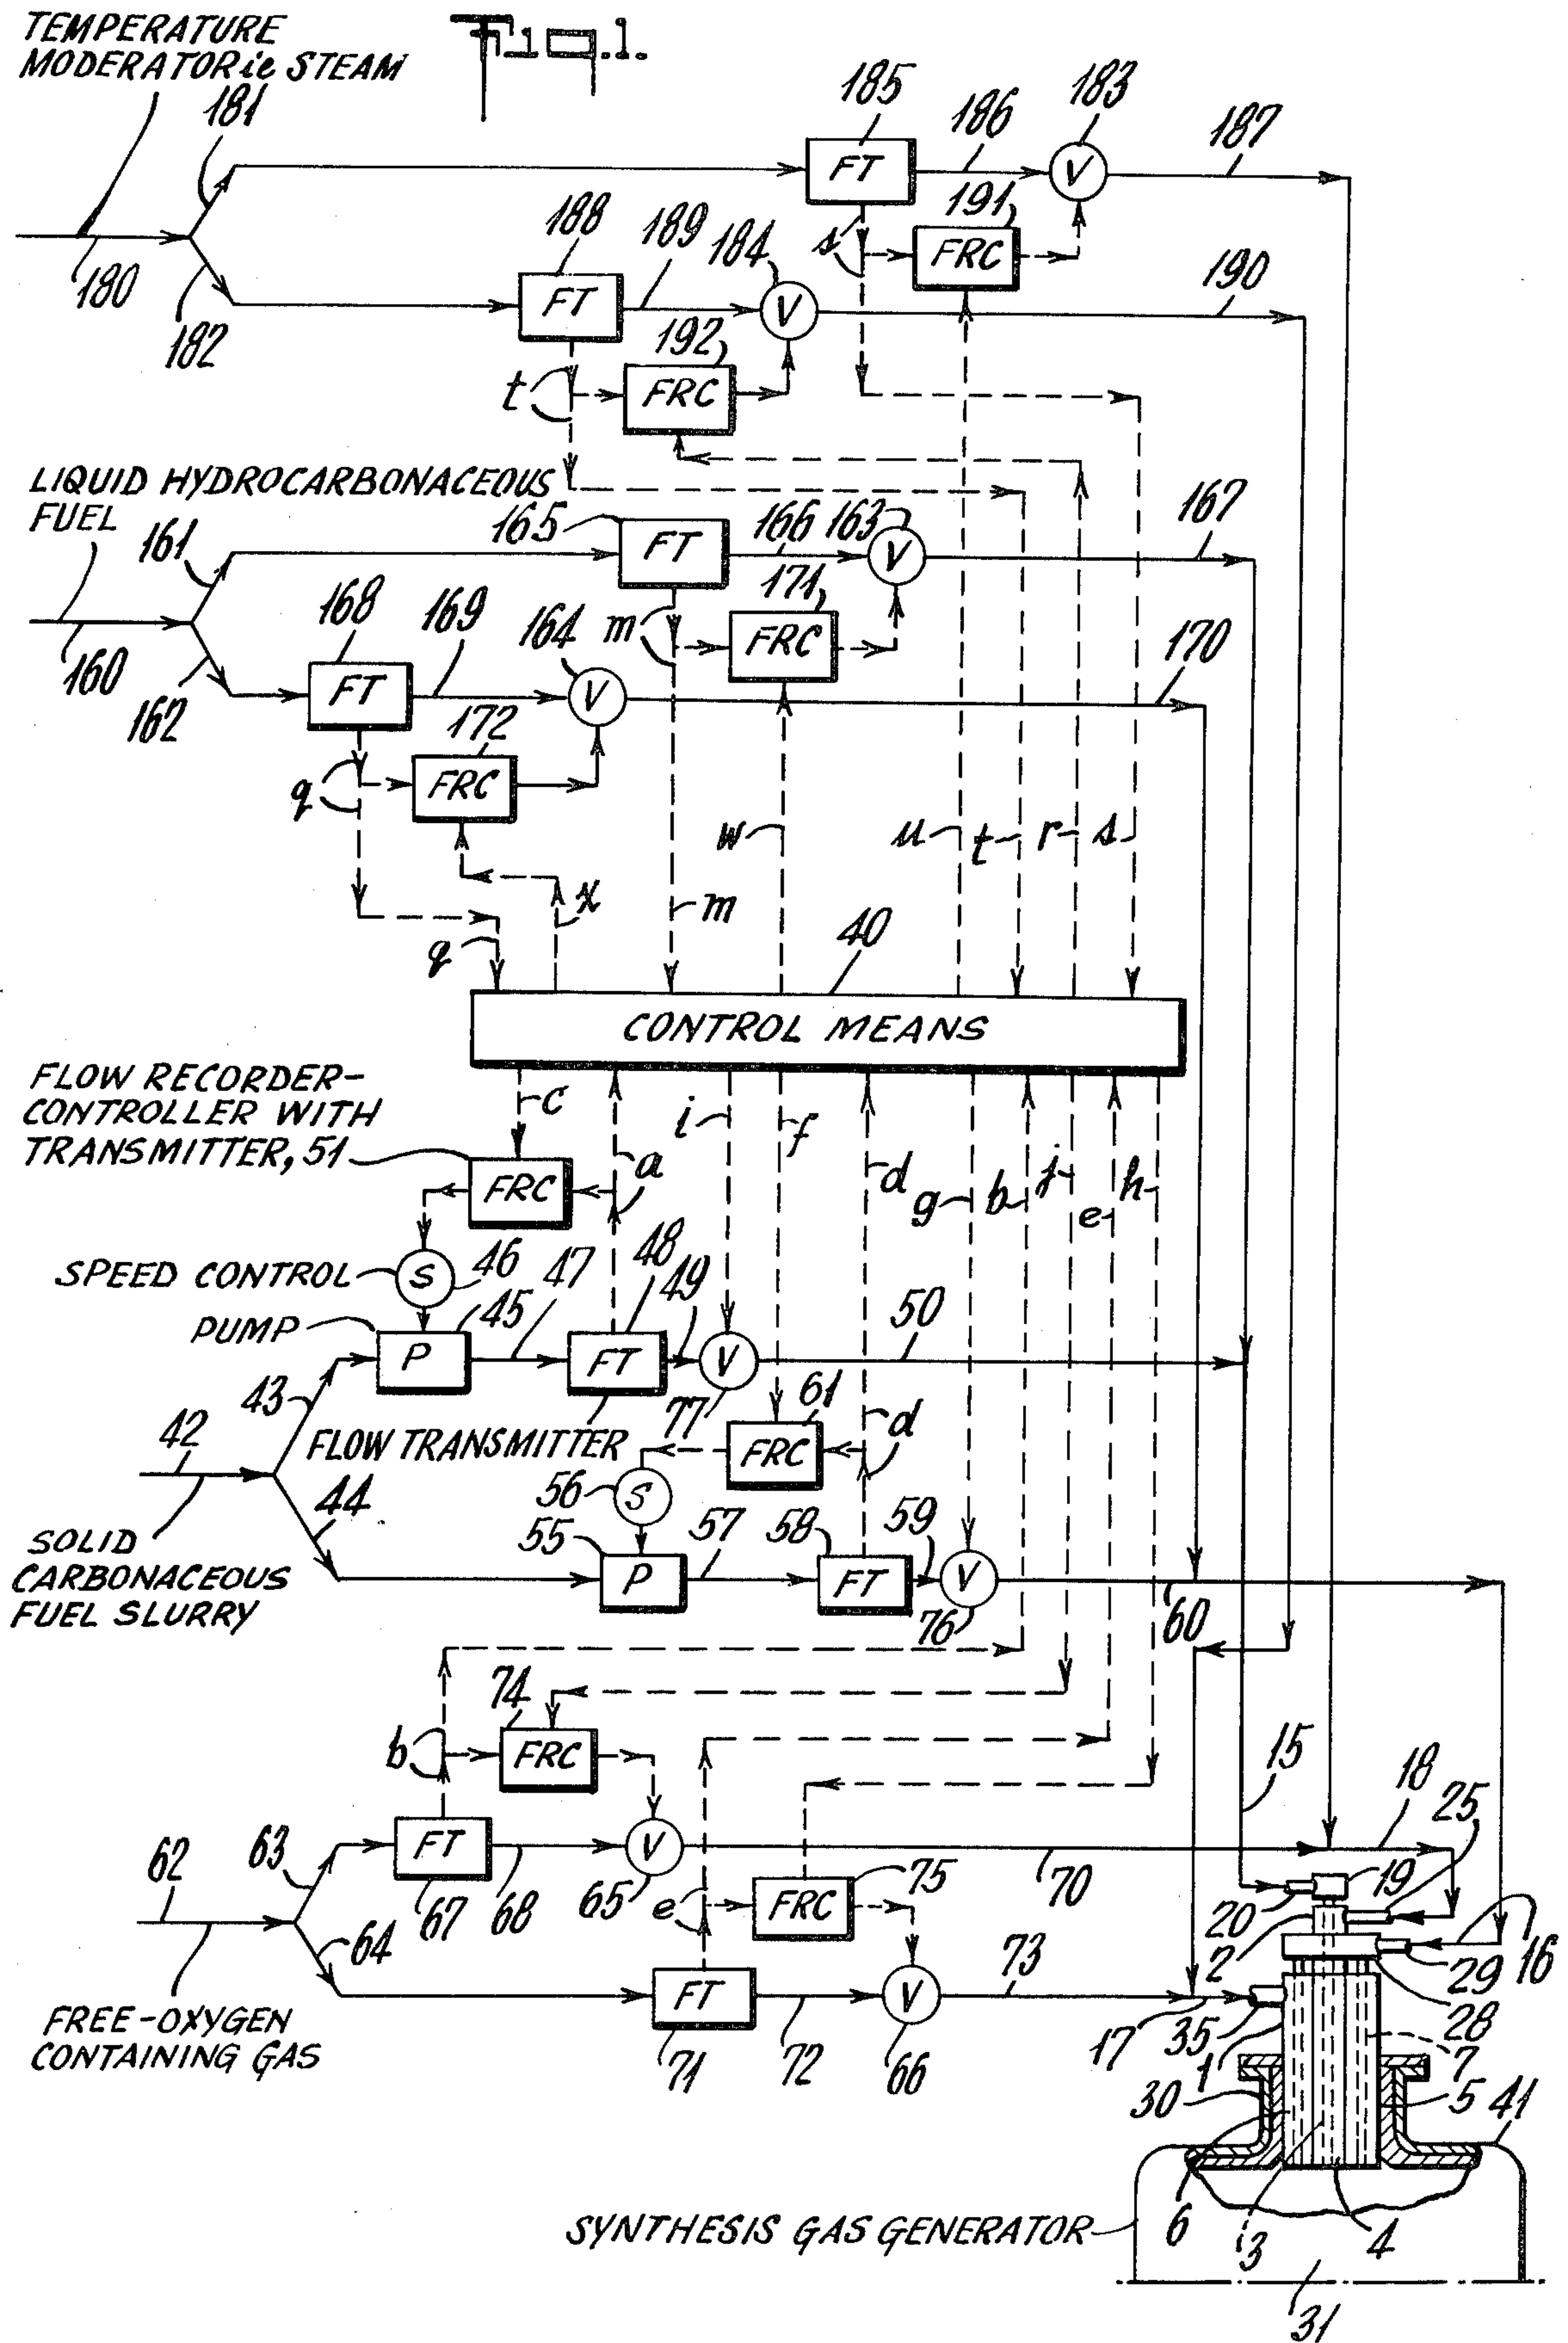 TEMPERATURE
MODERATOR ie STEAM
Fig. 1.
181
185
186
183
187
FT
V
180
182
188
189
184
s
191
FRC
190
FT
V
192
t
FRC
LIQUID HYDROCARBONACEOUS
FUEL
161
165
166
163
167
FT
V
160
162
168
169
164
m
171
FRC
170
FT
V
172
q
FRC
w
u
t
r
s
x
m
q
40
CONTROL MEANS
FLOW RECORDER-
CONTROLLER WITH
TRANSMITTER, 51
c
a
i
f
d
g
b
j
e
h
FRC
SPEED CONTROL
S
46
47
48
49
50
PUMP
45
P
FT
V
43
77
61
42
FLOW TRANSMITTER
FRC
d
44
56
S
SOLID
CARBONACEOUS
FUEL SLURRY
55
P
57
58
FT
59
V
76
60
74
b
FRC
15
18
25
62
63
FT
V
67
68
65
70
75
19
e
FRC
20
64
2
29
16
FREE-OXYGEN
CONTAINING GAS
FT
V
73
28
71
72
66
17
35
1
7
30
5
41
SYNTHESIS GAS GENERATOR
6
3
4
31